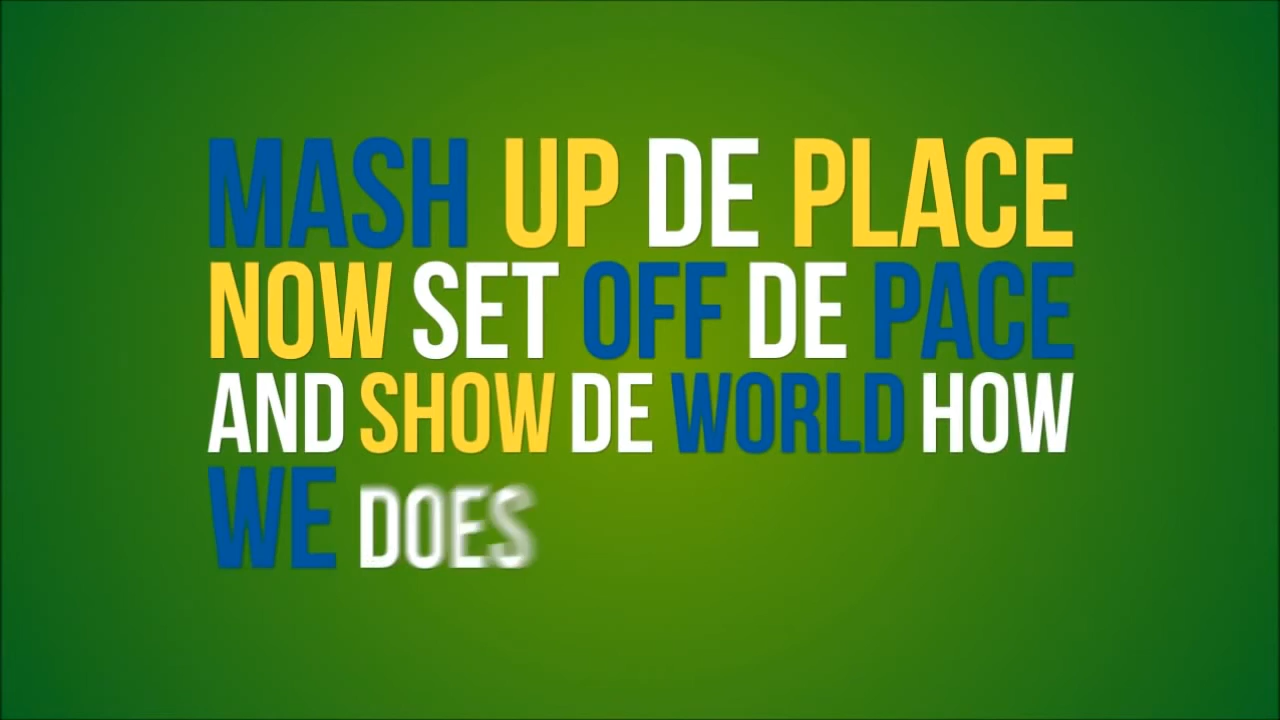 MASH UP DE PLACE
NOW SET OFF DE PACE
AND SHOW DE WORLD HOW
WE DOES